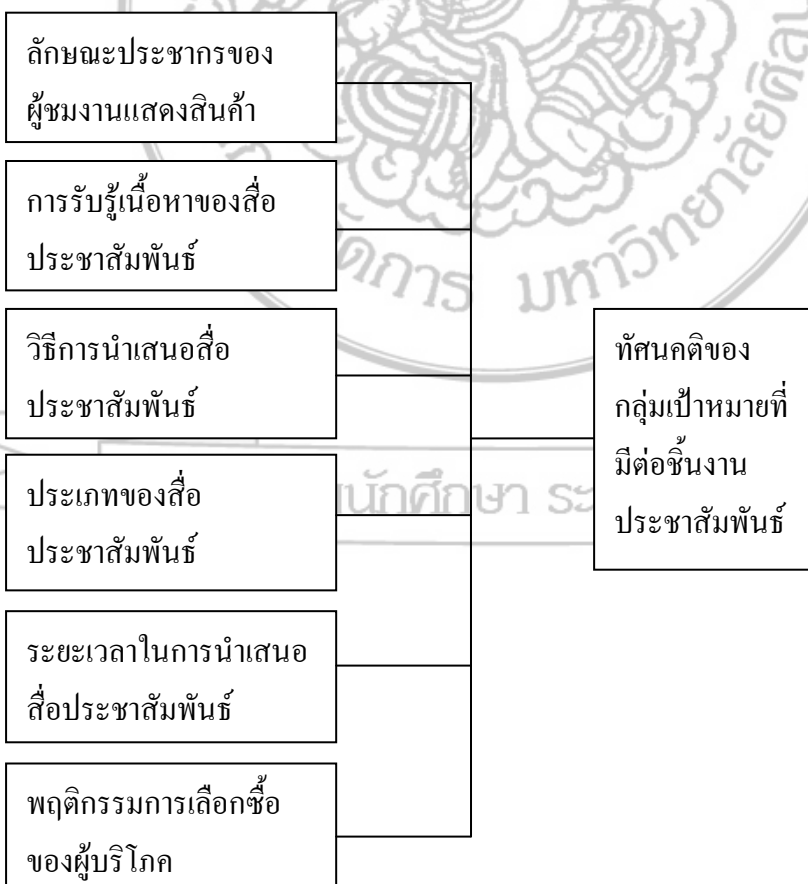 ลักษณะประชากรของ
ผู้ชมงานแสดงสินค้า
การรับรู้เนื้อหาของสื่อ
ประชาสัมพันธ์
วิธีการนำเสนอสื่อ
ประชาสัมพันธ์
ประเภทของสื่อ
ประชาสัมพันธ์
ระยะเวลาในการนำเสนอ
สื่อประชาสัมพันธ์
พฤติกรรมการเลือกซื้อ
ของผู้บริโภค
ทัศนคติของ
กลุ่มเป้าหมายที่
มีต่อชิ้นงาน
ประชาสัมพันธ์